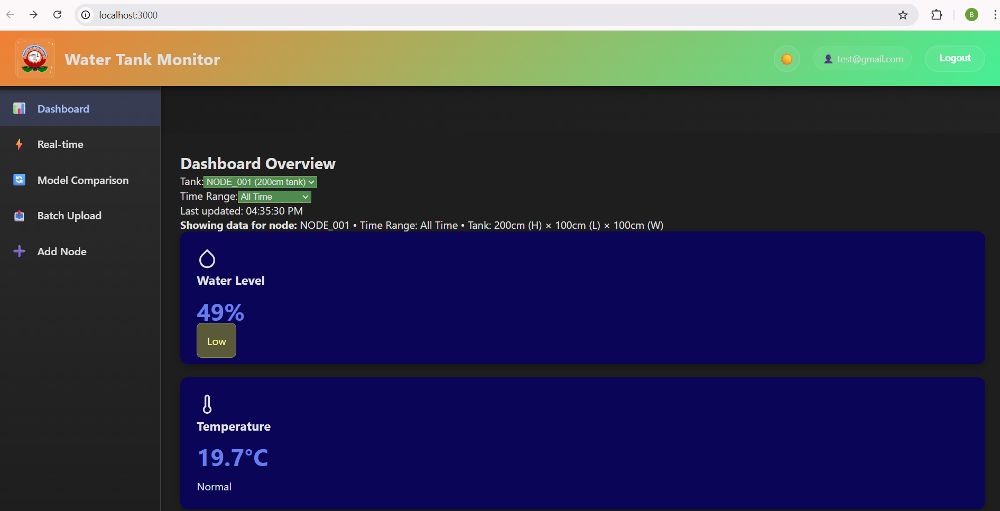 localhost:3000
B
Water Tank Monitor
test@gmail.com
Logout
Dashboard
Real-time
Model Comparison
Batch Upload
Add Node
Dashboard Overview
Tank: NODE_001 (200cm tank)
Time Range: All Time
Last updated: 04:35:30 PM
Showing data for node: NODE_001 • Time Range: All Time • Tank: 200cm (H) × 100cm (L) × 100cm (W)
Water Level
49%
Low
Temperature
19.7°C
Normal